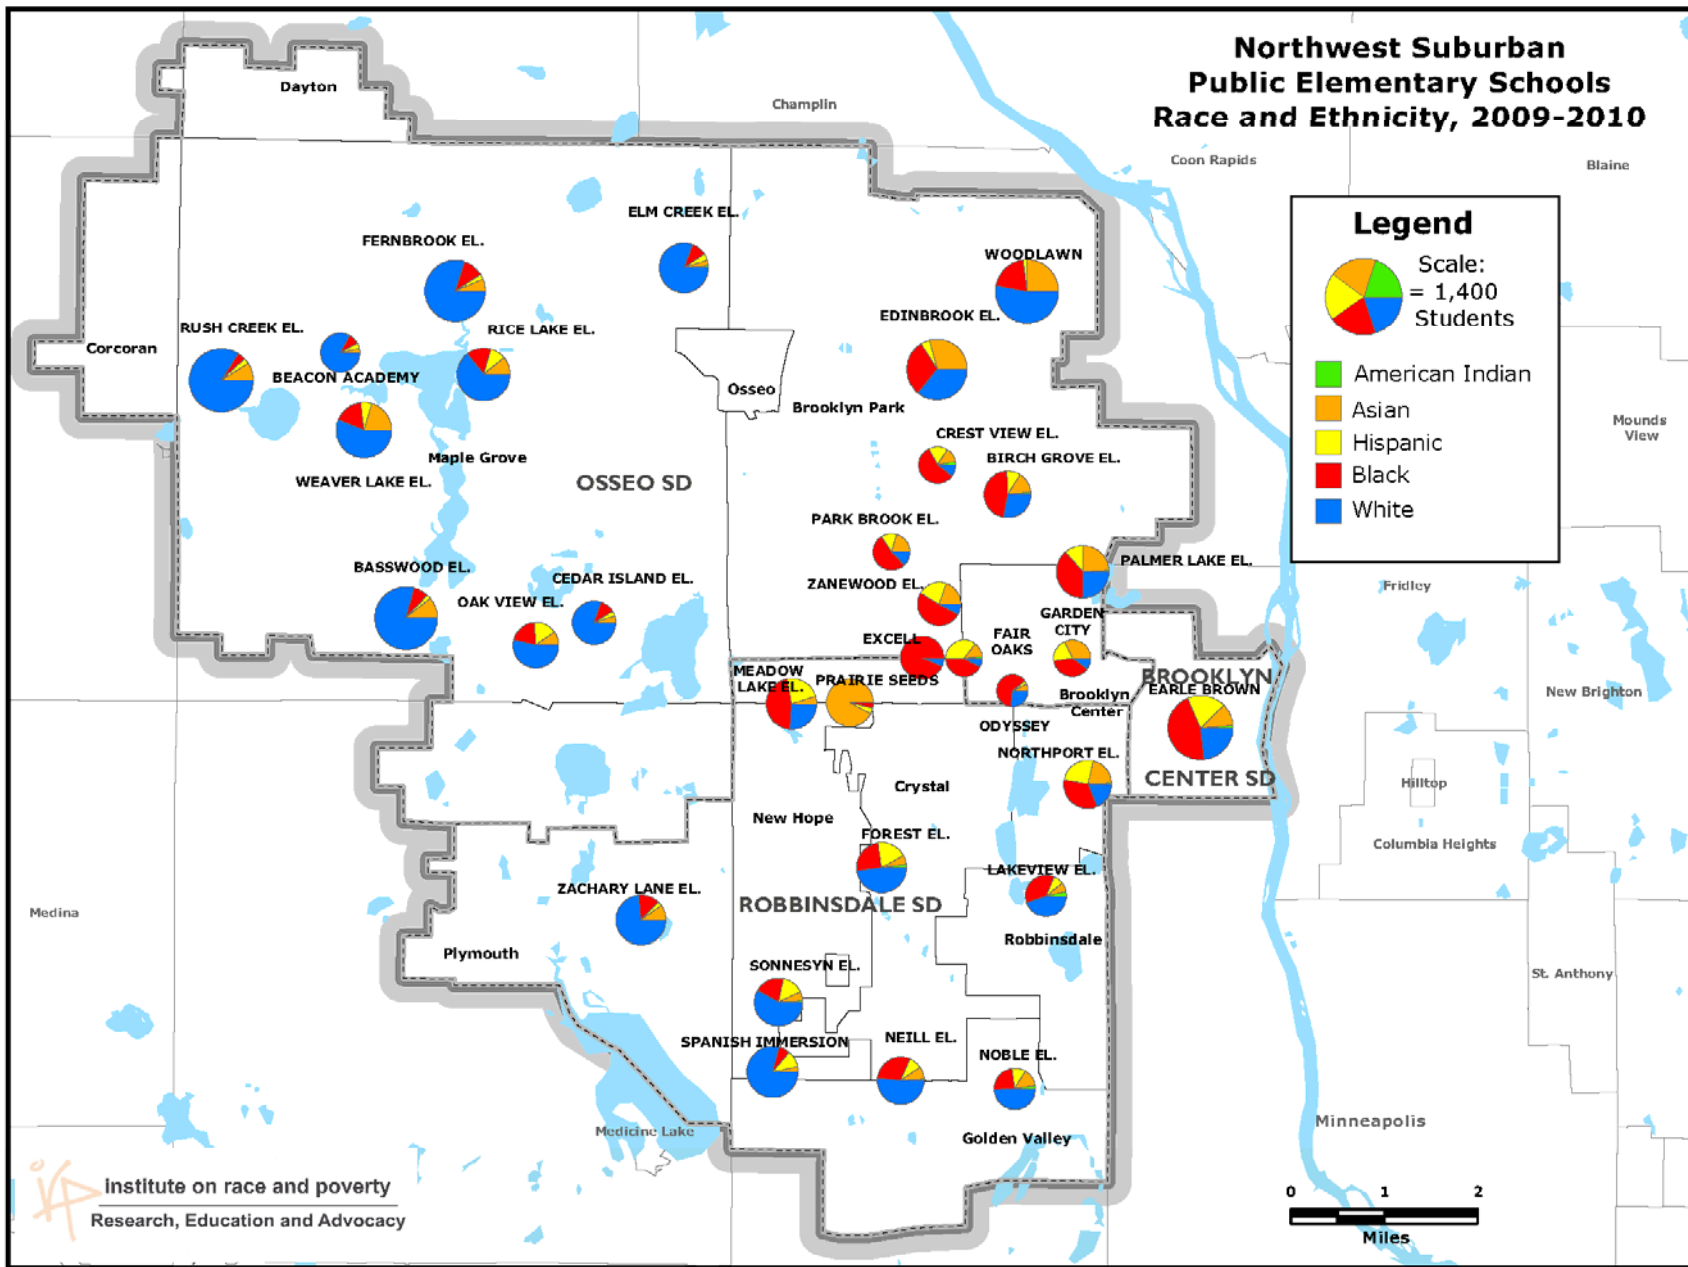 Northwest Suburban
Public Elementary Schools
Race and Ethnicity, 2009-2010
Dayton
Champlin
Coon Rapids
Blaine
Legend
Scale:
= 1,400
Students
American Indian
Asian
Hispanic
Black
White
ELM CREEK EL.
FERNBROOK EL.
WOODLAWN
EDINBROOK EL.
RUSH CREEK EL.
RICE LAKE EL.
Corcoran
BEACON ACADEMY
Osseo
Brooklyn Park
Mounds
View
CREST VIEW EL.
BIRCH GROVE EL.
Maple Grove
WEAVER LAKE EL.
OSSEO SD
PARK BROOK EL.
PALMER LAKE EL.
BASSWOOD EL.
CEDAR ISLAND EL.
ZANEWOOD EL.
Fridley
OAK VIEW EL.
GARDEN
CITY
EXCELL
FAIR
OAKS
MEADOW
LAKE EL.
PRAIRIE SEEDS
BROOKLYN
EARLE BROWN
Brooklyn
Center
New Brighton
ODYSSEY
NORTHPORT EL.
CENTER SD
Hilltop
Crystal
New Hope
FOREST EL.
Columbia Heights
LAKEVIEW EL.
ZACHARY LANE EL.
ROBBINSDALE SD
Medina
Robbinsdale
Plymouth
SONNESYN EL.
St. Anthony
SPANISH IMMERSION
NEILL EL.
NOBLE EL.
Medicine Lake
Golden Valley
Minneapolis
institute on race and poverty
Research, Education and Advocacy
0 1 2
Miles